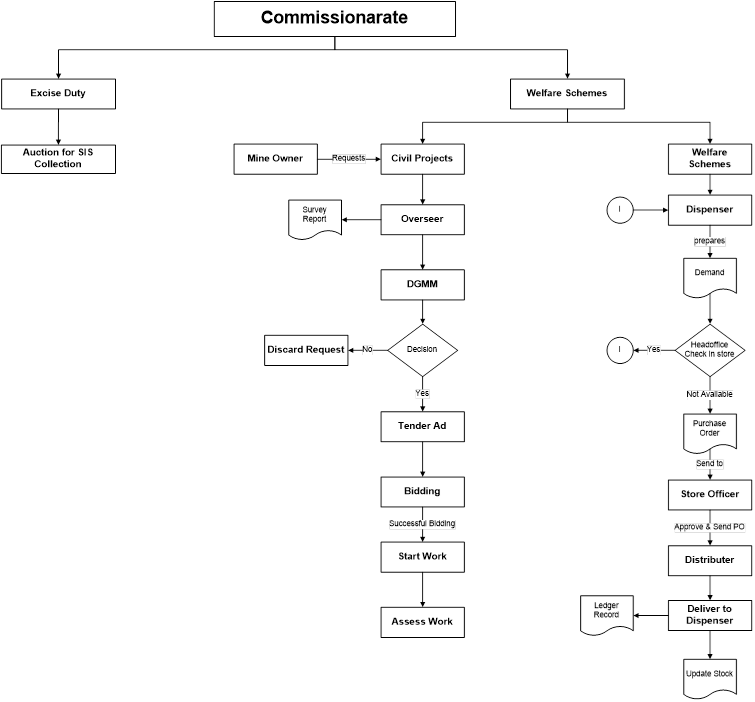 Commissionarate
Excise Duty
Welfare Schemes
Auction for SIS
Collection
Mine Owner
Requests
Civil Projects
Welfare
Schemes
Survey
Report
Overseer
I
Dispenser
prepares
DGMM
Demand
Discard Request
No
Decision
I
Yes
Headoffice
Check In store
Yes
Not Available
Tender Ad
Purchase
Order
Send to
Bidding
Store Officer
Successful Bidding
Approve & Send PO
Start Work
Distributer
Assess Work
Ledger
Record
Deliver to
Dispenser
Update Stock